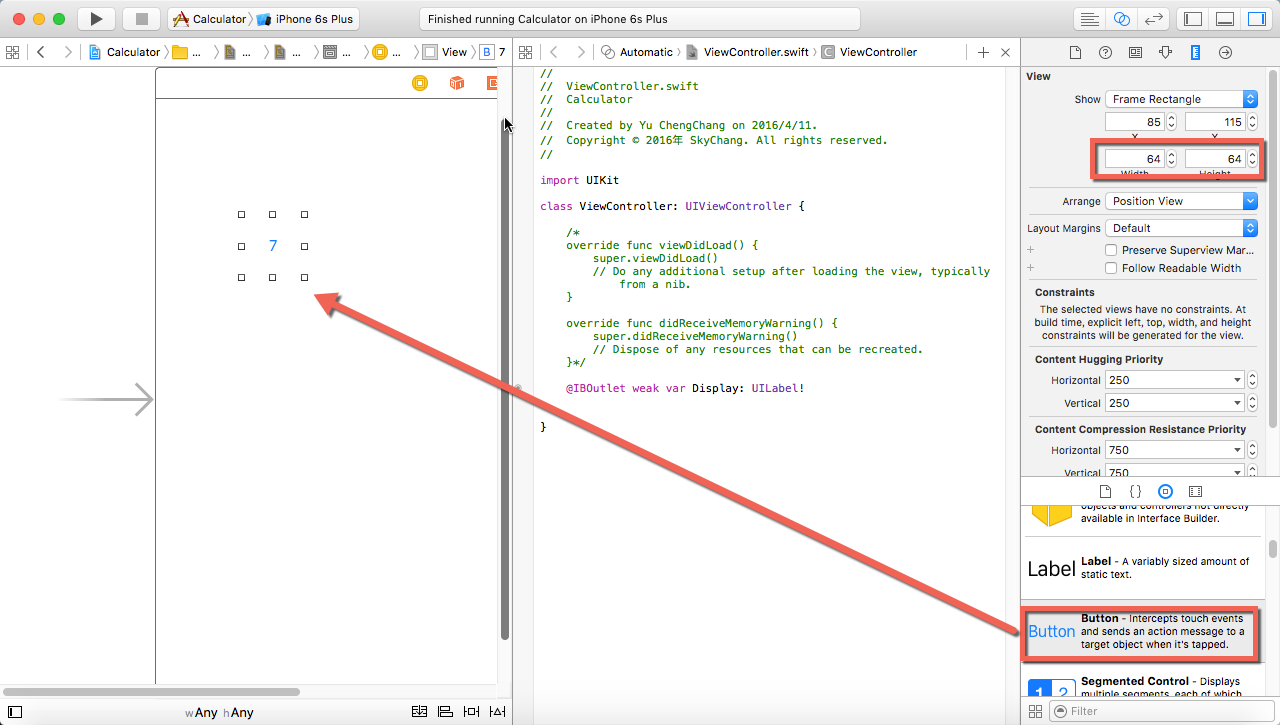 Calculator iPhone 6s Plus
Finished running Calculator on iPhone 6s Plus
Calculator ... ... ... ... ... View B 7
Automatic ViewController.swift C ViewController
7
wAny hAny
//
// ViewController.swift
// Calculator
//
// Created by Yu ChengChang on 2016/4/11.
// Copyright © 2016年 SkyChang. All rights reserved.
//
import UIKit
class ViewController: UIViewController {
/*
override func viewDidLoad() {
super.viewDidLoad()
// Do any additional setup after loading the view, typically
from a nib.
}
override func didReceiveMemoryWarning() {
super.didReceiveMemoryWarning()
// Dispose of any resources that can be recreated.
}*/
@IBOutlet weak var Display: UILabel!
}
View
Show Frame Rectangle
85 115
X Y
64 64
Width Height
Arrange Position View
Layout Margins Default
+ Preserve Superview Mar...
+ Follow Readable Width
Constraints
The selected views have no constraints. At
build time, explicit left, top, width, and height
constraints will be generated for the view.
Content Hugging Priority
Horizontal 250
Vertical 250
Content Compression Resistance Priority
Horizontal 750
Vertical 750
{}
objects and controllers not directly
available in Interface Builder.
Label
Label - A variably sized amount of
static text.
Button
Button - Intercepts touch events
and sends an action message to a
target object when it's tapped.
1 2
Segmented Control - Displays
multiple segments, each of which
Filter